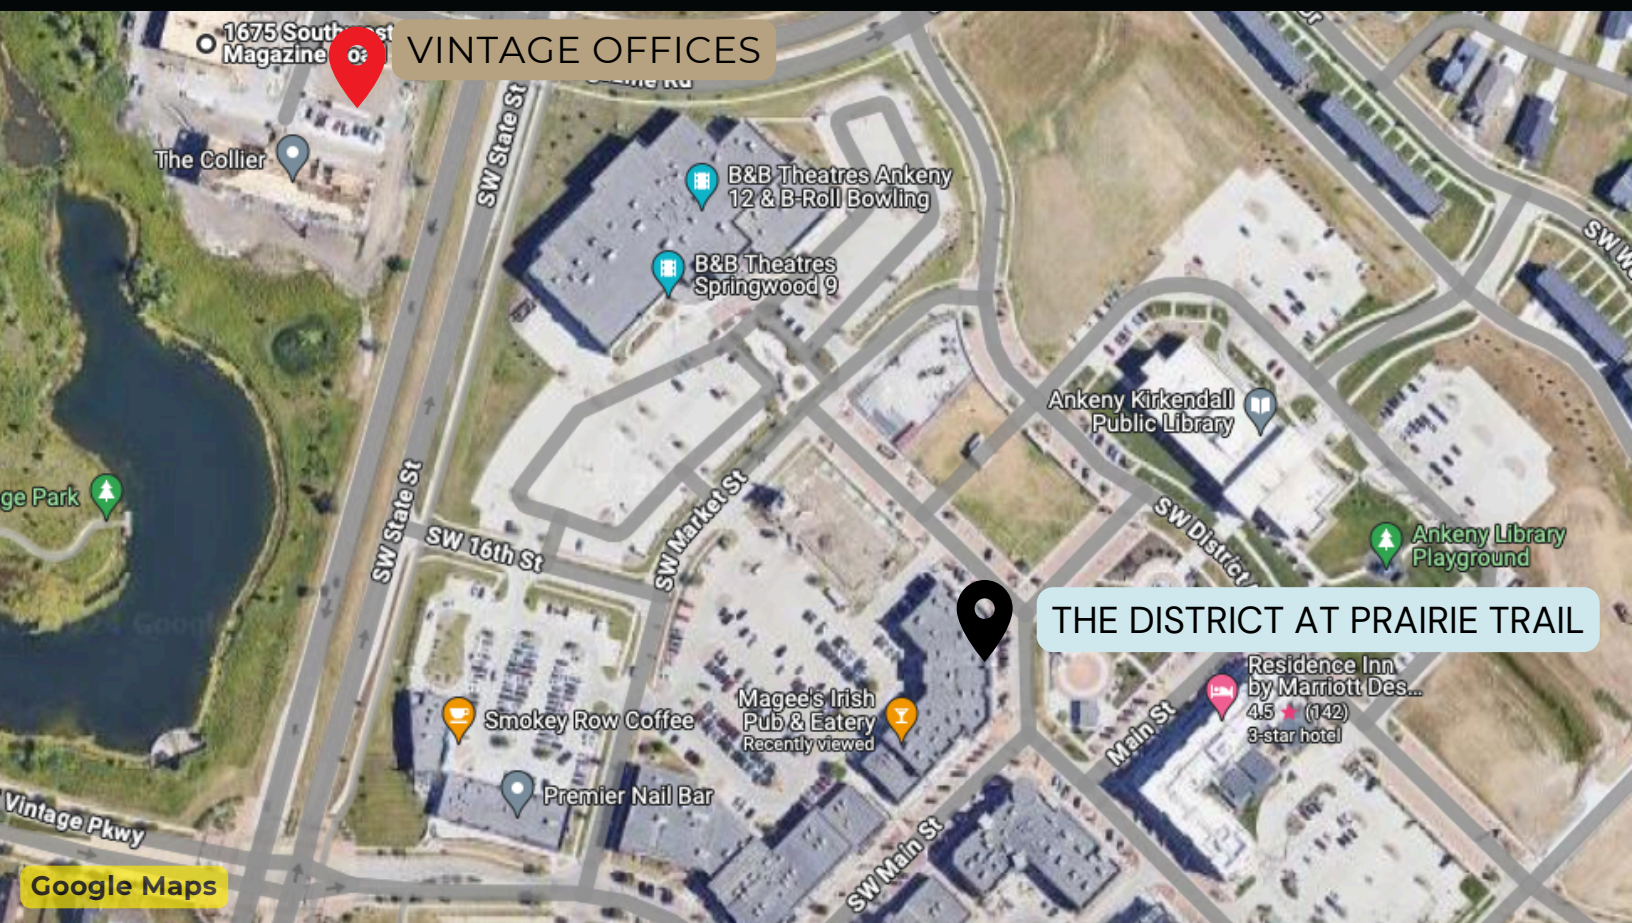 1675 Southwest
Magazine Road
VINTAGE OFFICES
SW State St
The Collier
B&B Theatres Ankeny
12 & B-Roll Bowling
B&B Theatres
Springwood 9
Ankeny Kirkendall
Public Library
ge Park
SW State St
SW 16th St
SW Market St
SW District
Ankeny Library
Playground
THE DISTRICT AT PRAIRIE TRAIL
Residence Inn
by Marriott Des...
4.5 ★ (142)
3-star hotel
Magee's Irish
Pub & Eatery
Recently viewed
Smokey Row Coffee
Main St
Premier Nail Bar
Vintage Pkwy
SW Main St
Google Maps